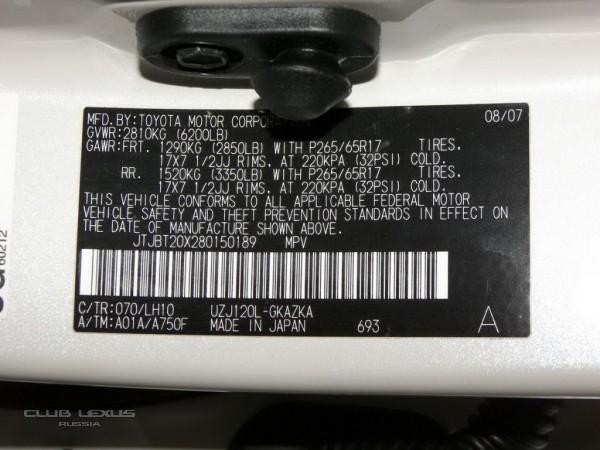 MFD.BY:TOYOTA MOTOR CORPORATION 08/07
GVWR:2810KG (6200LB)
GAWR:FRT. 1290KG (2850LB) WITH P265/65R17 TIRES.
17X7 1/2JJ RIMS, AT 220KPA (32PSI) COLD.
RR. 1520KG (3350LB) WITH P265/65R17 TIRES.
17X7 1/2JJ RIMS, AT 220KPA (32PSI) COLD.
THIS VEHICLE CONFORMS TO ALL APPLICABLE FEDERAL MOTOR
VEHICLE SAFETY AND THEFT PREVENTION STANDARDS IN EFFECT
ON THE DATE OF MANUFACTURE SHOWN ABOVE.
JTJBT20X280150189 MPV
C/TR:070/LH10 UZJ120L-GKAZKA
A/TM:A01A/A750F MADE IN JAPAN 693 A
60212
CLUB LEXUS
RUSSIA